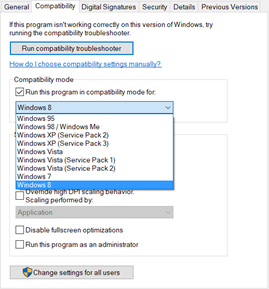 General
Compatibility
Digital Signatures
Security
Details
Previous Versions
If this program isn't working correctly on this version of Windows, try
running the compatibility troubleshooter.
Run compatibility troubleshooter
How do I choose compatibility settings manually?
Compatibility mode
Run this program in compatibility mode for:
Windows 8
Windows 95
Windows 98 / Windows Me
Windows XP (Service Pack 2)
Windows XP (Service Pack 3)
Windows Vista
Windows Vista (Service Pack 1)
Windows Vista (Service Pack 2)
Windows 7
Windows 8
Override high DPI scaling behavior.
Scaling performed by:
Application
Disable fullscreen optimizations
Run this program as an administrator
Change settings for all users